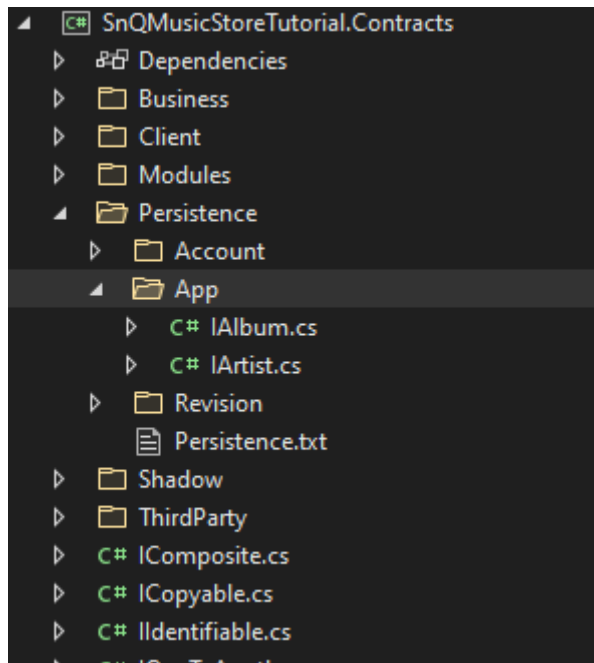 C# SnQMusicStoreTutorial.Contracts
Dependencies
Business
Client
Modules
Persistence
Account
App
C# IAlbum.cs
C# IArtist.cs
Revision
Persistence.txt
Shadow
ThirdParty
C# IComposite.cs
C# ICopyable.cs
C# IIdentifiable.cs